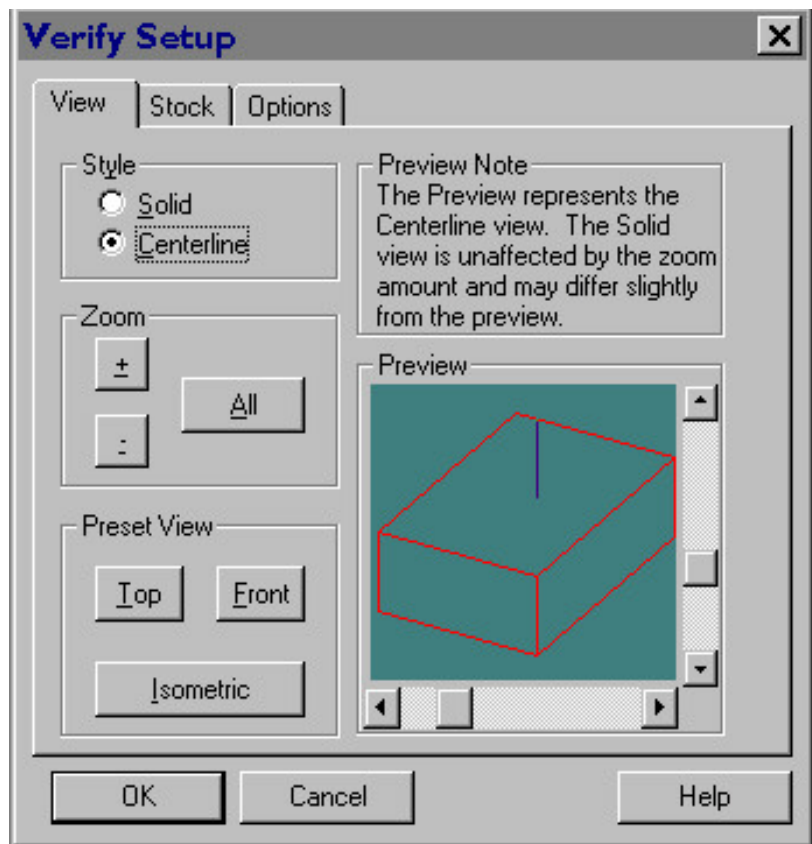 Verify Setup
View
Stock
Options
Style
Solid
Centerline
Zoom
+
-
All
Preset View
Top
Front
Isometric
Preview Note
The Preview represents the
Centerline view. The Solid
view is unaffected by the zoom
amount and may differ slightly
from the preview.
Preview
OK
Cancel
Help